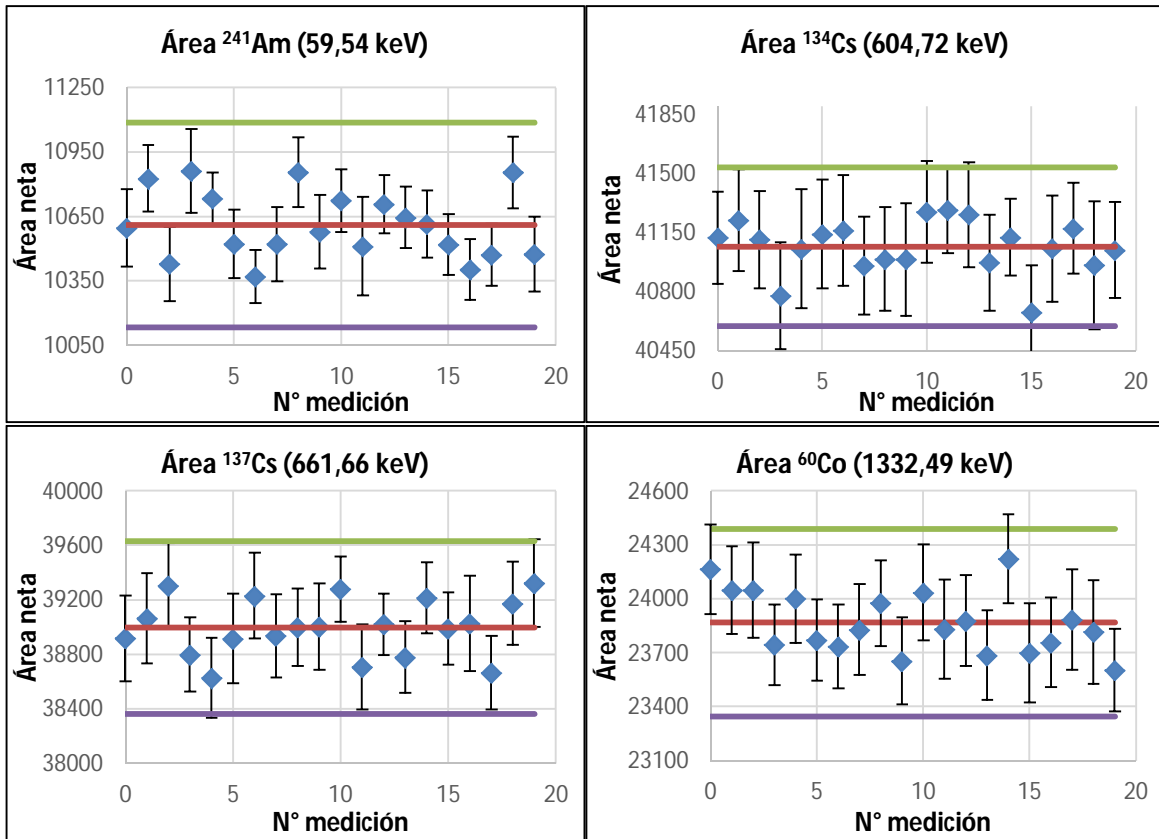 Área ²⁴¹Am (59,54 keV)
Área neta
11250
10950
10650
10350
10050
0 5 10 15 20
N° medición
Área ¹³⁴Cs (604,72 keV)
Área neta
41850
41500
41150
40800
40450
0 5 10 15 20
N° medición
Área ¹³⁷Cs (661,66 keV)
Área neta
40000
39600
39200
38800
38400
38000
0 5 10 15 20
N° medición
Área ⁶⁰Co (1332,49 keV)
Área neta
24600
24300
24000
23700
23400
23100
0 5 10 15 20
N° medición